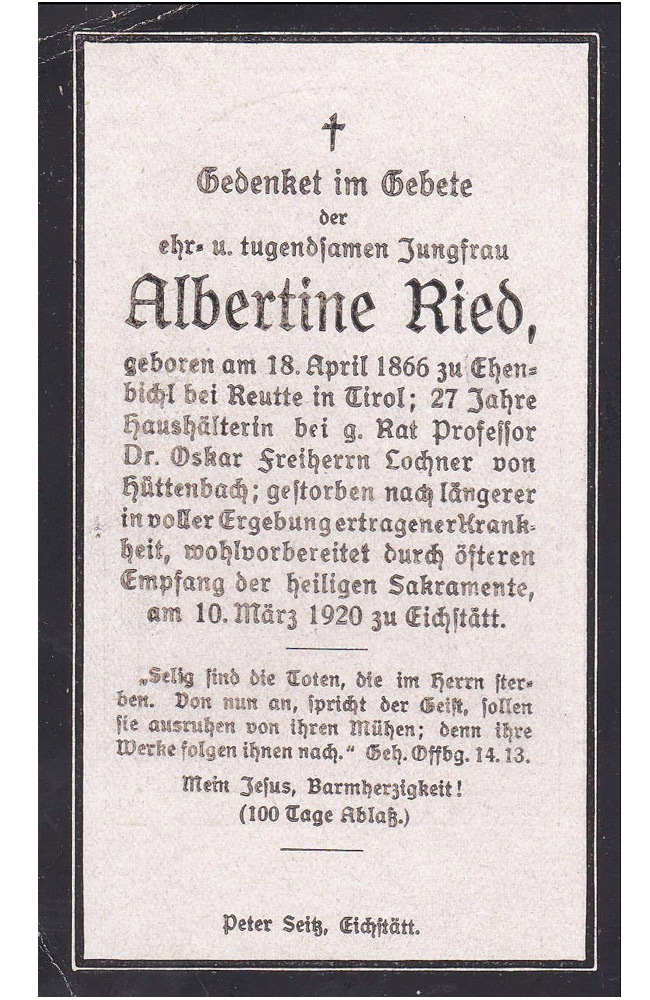 Gedenket im Gebete
der
ehr- u. tugendsamen Jungfrau
Albertine Ried,
geboren am 18. April 1866 zu Ehen-
bichl bei Reutte in Tirol; 27 Jahre
Haushälterin bei g. Rat Professor
Dr. Oskar Freiherrn Lochner von
Hüttenbach; gestorben nach längerer
in voller Ergebung ertragener Krank-
heit, wohlvorbereitet durch öfteren
Empfang der heiligen Sakramente,
am 10. März 1920 zu Eichstätt.
„Selig sind die Toten, die im Herrn ster-
ben. Von nun an, spricht der Geist, sollen
sie ausruhen von ihren Mühen; denn ihre
Werke folgen ihnen nach.“ Geh. Offbg. 14. 13.
Mein Jesus, Barmherzigkeit!
(100 Tage Ablaß.)
Peter Seitz, Eichstätt.